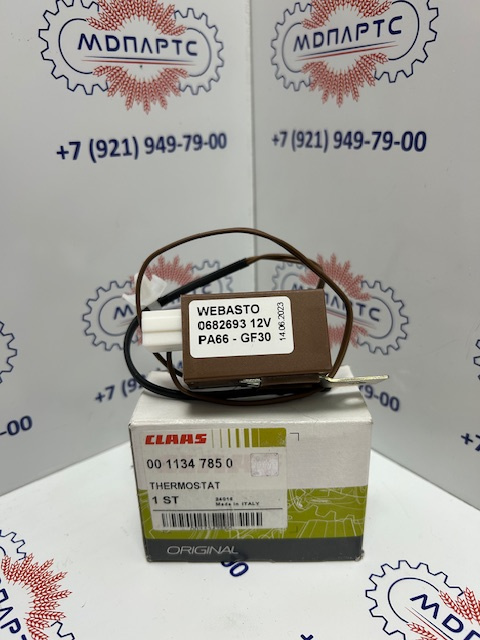 МДПАРТС
МДПАРТС
+7 (921) 949-79-00
+7 (921) 949-79-00
WEBASTO
0682693 12V
PA66 - GF30
14.06.2023
CLAAS
00 1134 785 0
THERMOSTAT
1 ST
Made in ITALY
ORIGINAL
МДПАРТС